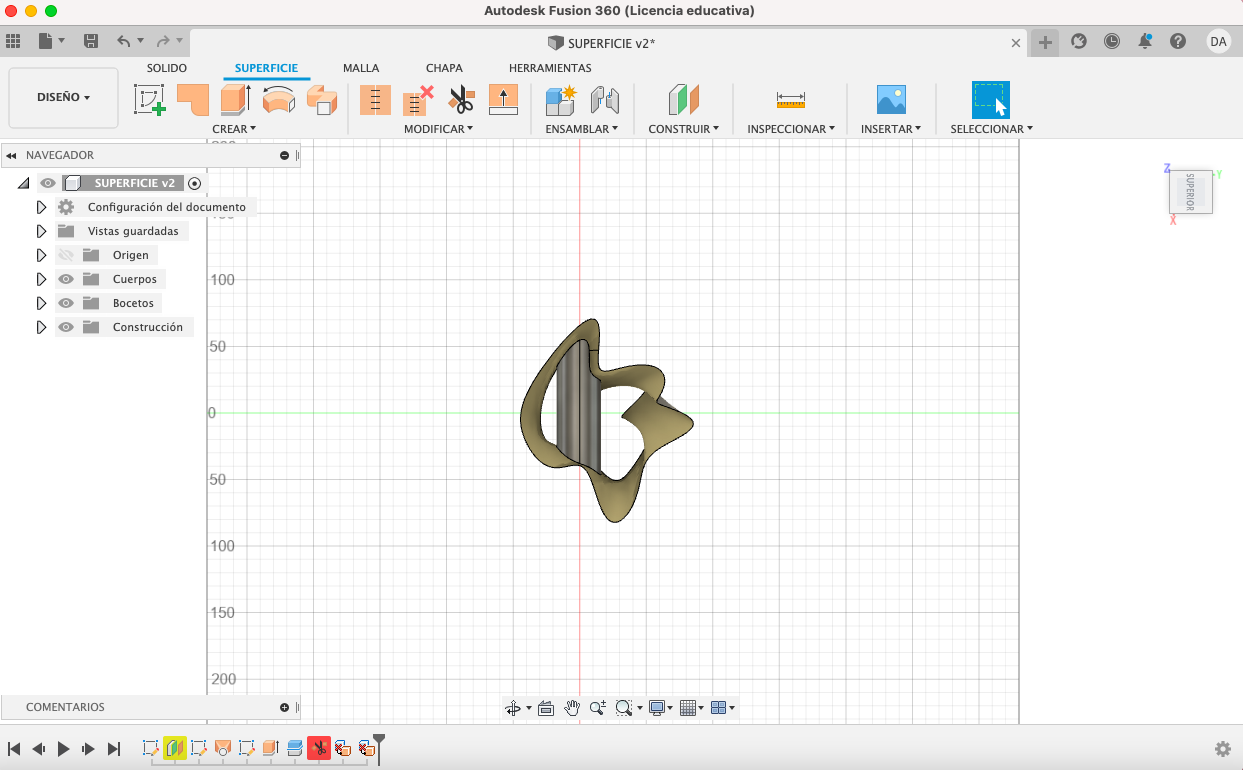 Autodesk Fusion 360 (Licencia educativa)
SUPERFICIE v2*
DA
SOLIDO
SUPERFICIE
MALLA
CHAPA
HERRAMIENTAS
DISEÑO
CREAR
MODIFICAR
ENSAMBLAR
CONSTRUIR
INSPECCIONAR
INSERTAR
SELECCIONAR
NAVEGADOR
SUPERFICIE v2
Configuración del documento
Vistas guardadas
Origen
Cuerpos
Bocetos
Construcción
100
50
0
50
100
150
200
Z
Y
X
SUPERIOR
COMENTARIOS